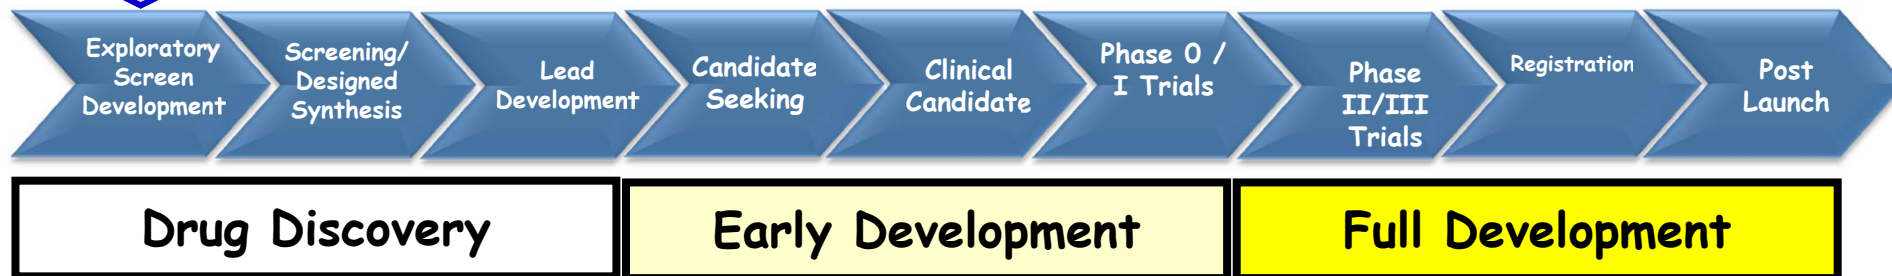 Exploratory
Screen
Development
Screening/
Designed
Synthesis
Lead
Development
Candidate
Seeking
Clinical
Candidate
Phase 0 /
I Trials
Phase
II/III
Trials
Registration
Post
Launch
Drug Discovery
Early Development
Full Development